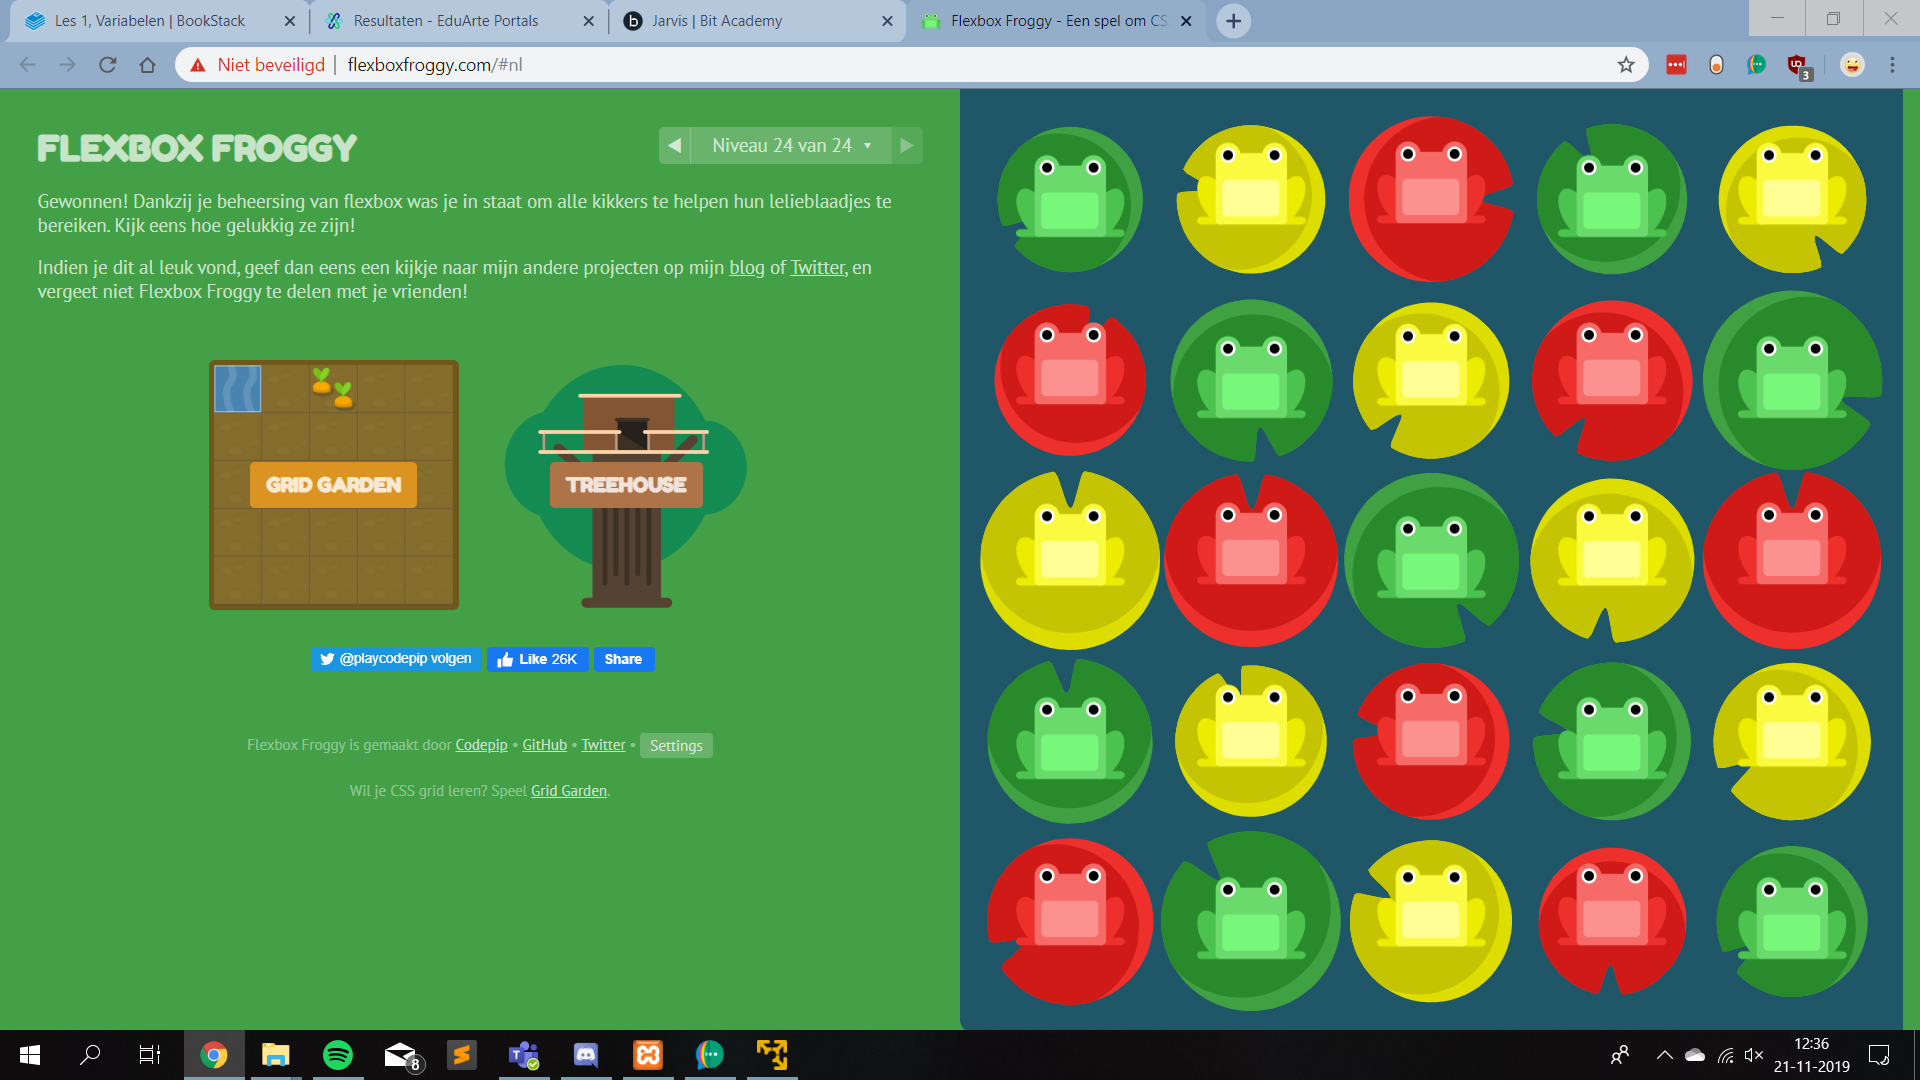 Les 1, Variabelen | BookStack
Resultaten - EduArte Portals
Jarvis | Bit Academy
Flexbox Froggy - Een spel om CS
Niet beveiligd | flexboxfroggy.com/#nl
3
FLEXBOX FROGGY
Niveau 24 van 24
Gewonnen! Dankzij je beheersing van flexbox was je in staat om alle kikkers te helpen hun lelieblaadjes te
bereiken. Kijk eens hoe gelukkig ze zijn!
Indien je dit al leuk vond, geef dan eens een kijkje naar mijn andere projecten op mijn blog of Twitter, en
vergeet niet Flexbox Froggy te delen met je vrienden!
GRID GARDEN
TREEHOUSE
@playcodepip volgen
Like 26K
Share
Flexbox Froggy is gemaakt door Codepip • GitHub • Twitter • Settings
Wil je CSS grid leren? Speel Grid Garden.
8
12:36
21-11-2019